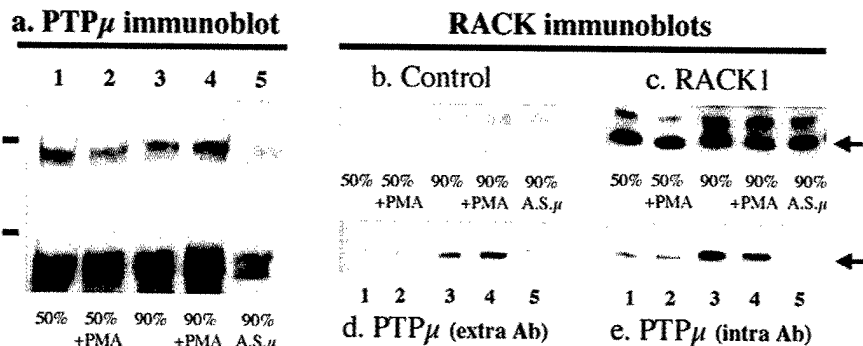 a. PTPμ immunoblot
1 2 3 4 5
50% 50% 90% 90% 90%
+PMA +PMA A.S.μ
RACK immunoblots
b. Control c. RACK1
50% 50% 90% 90% 90% 50% 50% 90% 90% 90%
+PMA +PMA A.S.μ +PMA +PMA A.S.μ
1 2 3 4 5 1 2 3 4 5
d. PTPμ (extra Ab) e. PTPμ (intra Ab)